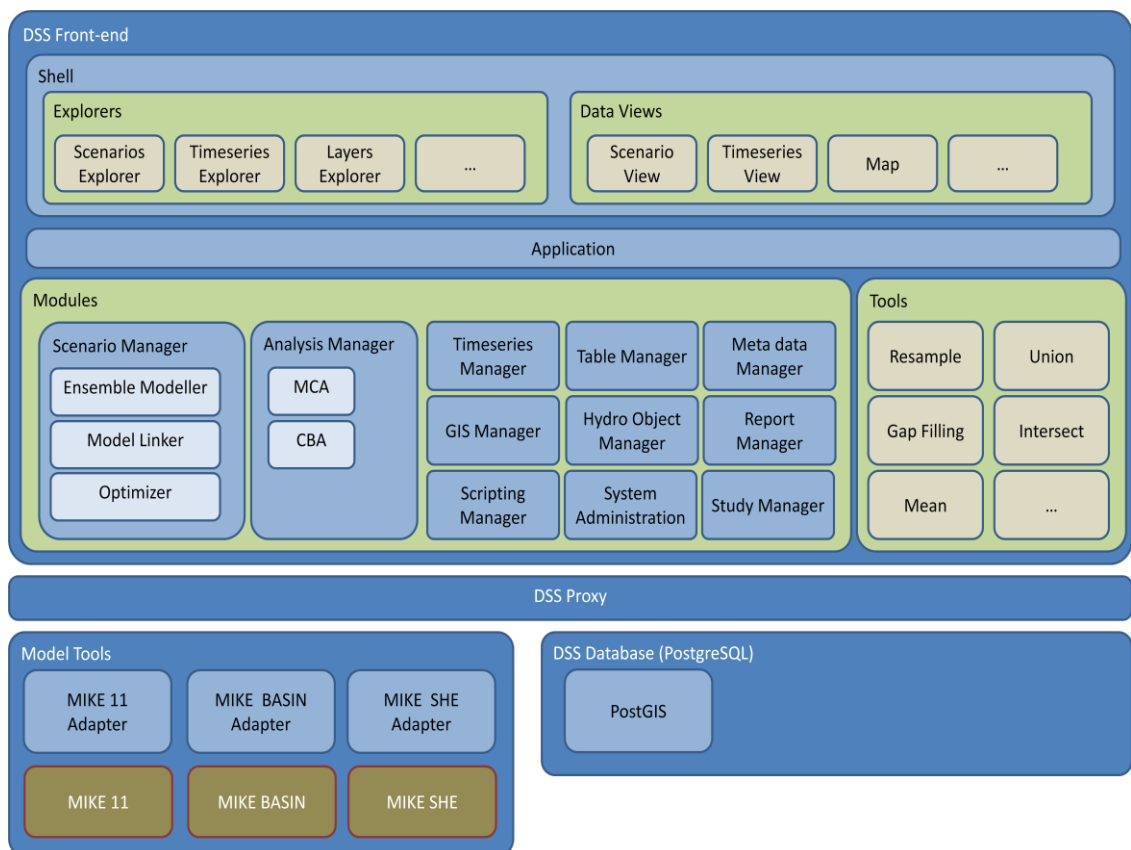 DSS Front-end
Shell
Explorers
Scenarios
Explorer
Timeseries
Explorer
Layers
Explorer
...
Data Views
Scenario
View
Timeseries
View
Map
...
Application
Modules
Scenario Manager
Ensemble Modeller
Model Linker
Optimizer
Analysis Manager
MCA
CBA
Timeseries
Manager
Table Manager
Meta data
Manager
GIS Manager
Hydro Object
Manager
Report
Manager
Scripting
Manager
System
Administration
Study Manager
Tools
Resample
Union
Gap Filling
Intersect
Mean
...
DSS Proxy
Model Tools
MIKE 11
Adapter
MIKE BASIN
Adapter
MIKE SHE
Adapter
MIKE 11
MIKE BASIN
MIKE SHE
DSS Database (PostgreSQL)
PostGIS